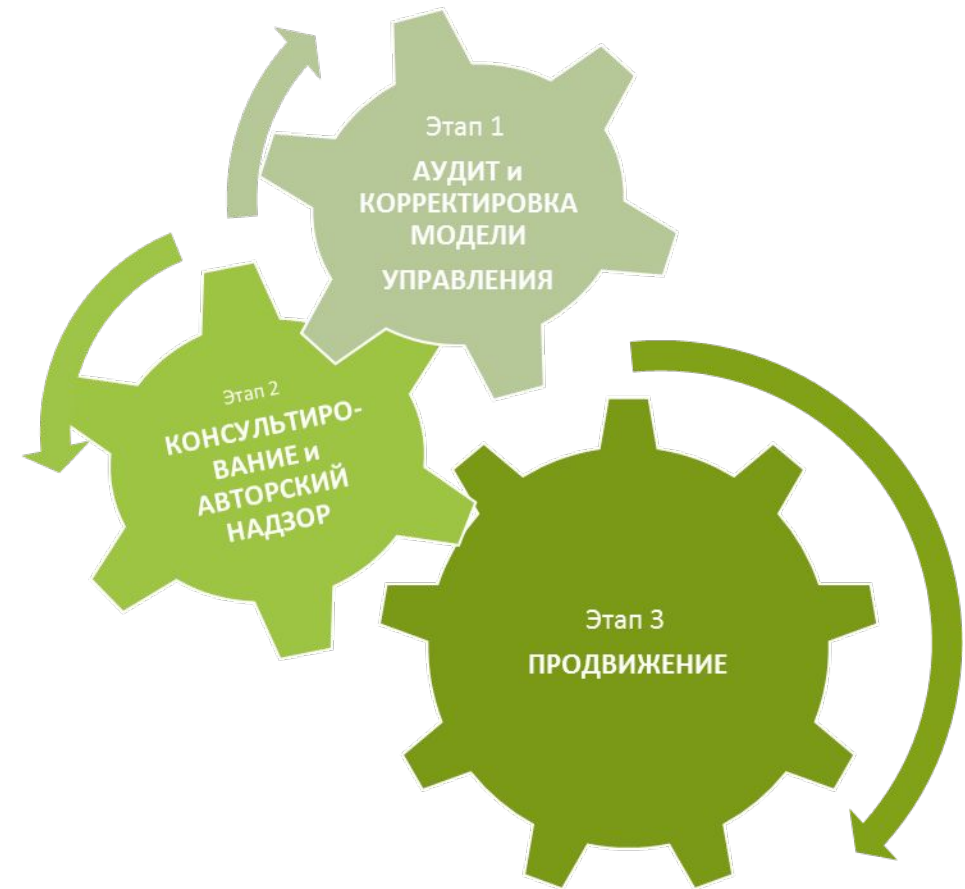 Этап 1
АУДИТ и
КОРРЕКТИРОВКА
МОДЕЛИ
УПРАВЛЕНИЯ
Этап 2
КОНСУЛЬТИРО-
ВАНИЕ и
АВТОРСКИЙ
НАДЗОР
Этап 3
ПРОДВИЖЕНИЕ